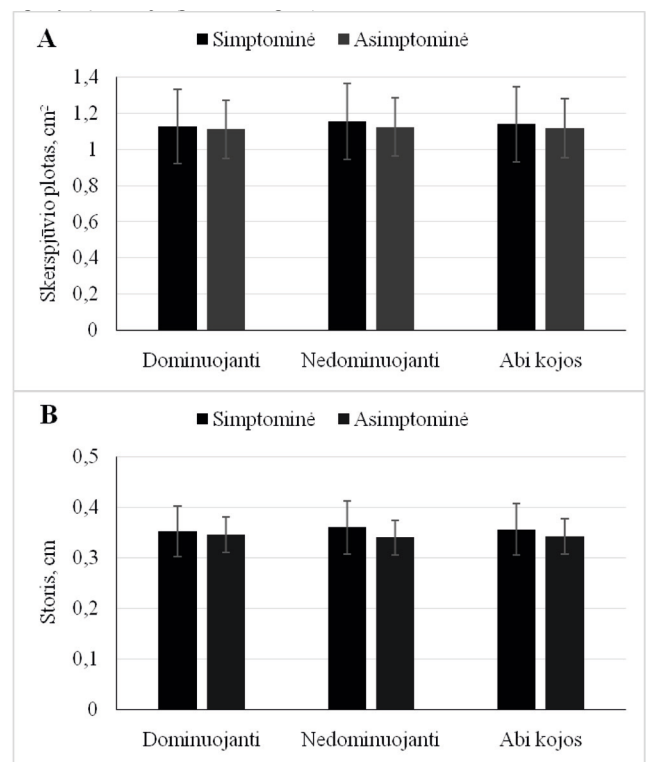 A
■ Simptominė ■ Asimptominė
1,4
1,2
1
0,8
0,6
0,4
0,2
0
Skerspjūvio plotas, cm²
Dominuojanti Nedominuojanti Abi kojos
B
■ Simptominė ■ Asimptominė
0,5
0,4
0,3
0,2
0,1
0
Storis, cm
Dominuojanti Nedominuojanti Abi kojos